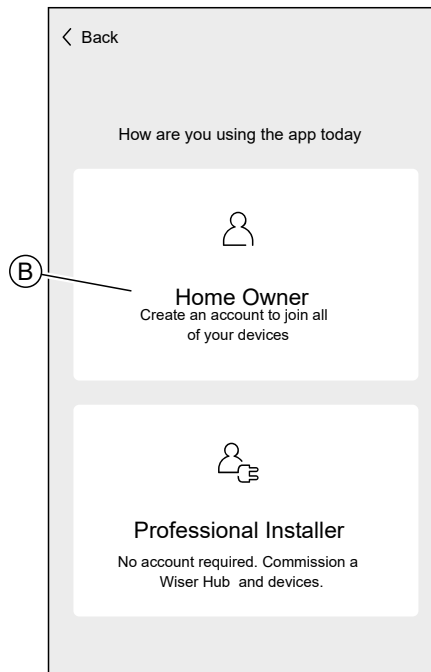 Back
How are you using the app today
B
Home Owner
Create an account to join all
of your devices
Professional Installer
No account required. Commission a
Wiser Hub and devices.